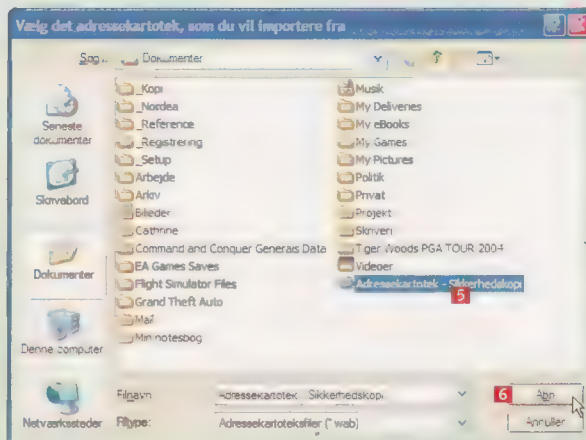 Vælg det adressekartotek, som du vil importere fra
Søg i: Dokumenter
Seneste dokumenter
Skrivebord
Dokumenter
Denne computer
Netværkssteder
_Kopi
_Nordea
_Reference
_Registrering
_Setup
Arbejde
Arkiv
Billeder
Cathrine
Command and Conquer Generals Data
EA Games Saves
Flight Simulator Files
Grand Theft Auto
Mail
Min notesbog
Musik
My Deliveries
My eBooks
My Games
My Pictures
Politik
Privat
Projekt
Skriveri
Tiger Woods PGA TOUR 2004
Videoer
Adressekartotek - Sikkerhedskopi
5
Filnavn: Adressekartotek - Sikkerhedskopi
6
Åbn
Filtype: Adressekartoteksfiler (*.wab)
Annuller